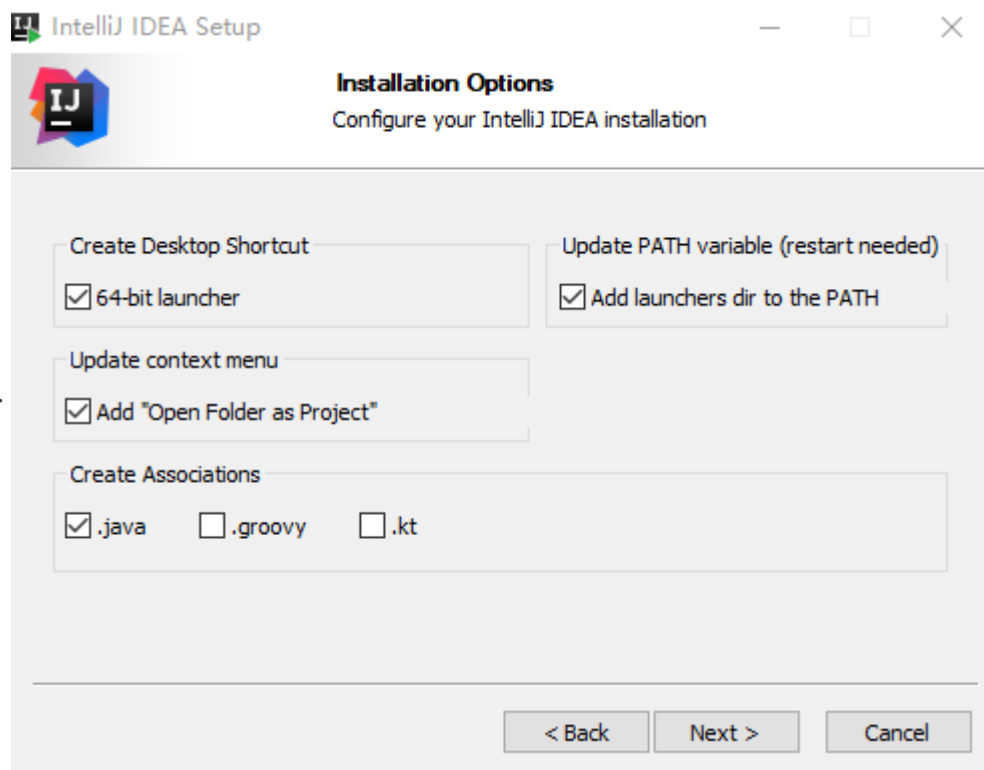 IntelliJ IDEA Setup
IJ
Installation Options
Configure your IntelliJ IDEA installation
Create Desktop Shortcut
64-bit launcher
Update PATH variable (restart needed)
Add launchers dir to the PATH
Update context menu
Add "Open Folder as Project"
Create Associations
.java .groovy .kt
< Back Next > Cancel